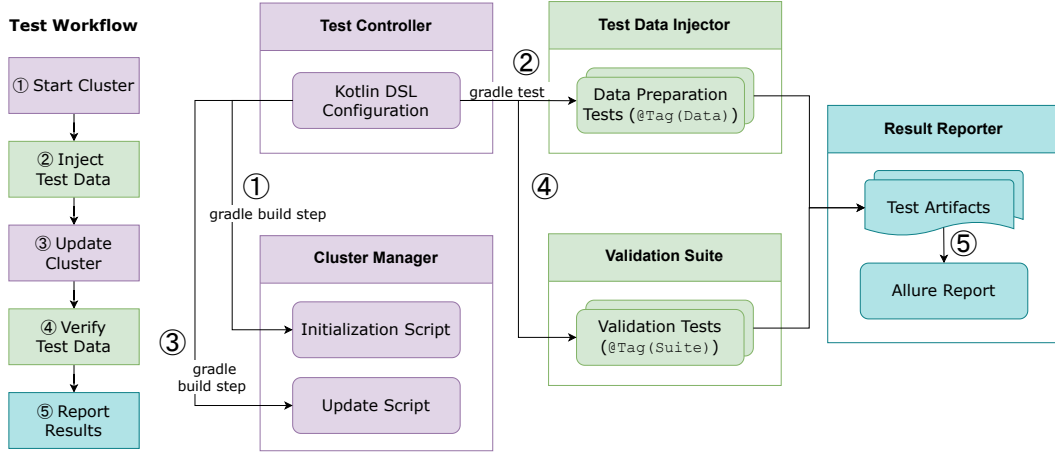 Test Workflow
① Start Cluster
② Inject
Test Data
③ Update
Cluster
④ Verify
Test Data
⑤ Report
Results
Test Controller
Kotlin DSL
Configuration
①
gradle build step
②
gradle test
③
gradle
build step
④
Cluster Manager
Initialization Script
Update Script
Test Data Injector
Data Preparation
Tests (@Tag(Data))
Validation Suite
Validation Tests
(@Tag(Suite))
Result Reporter
Test Artifacts
⑤
Allure Report